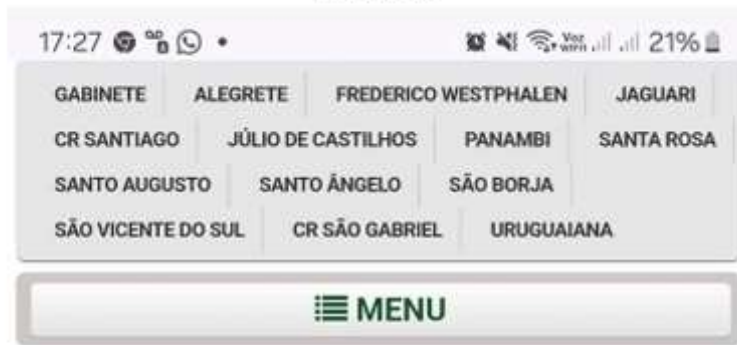 17:27 21%
GABINETE ALEGRETE FREDERICO WESTPHALEN JAGUARI
CR SANTIAGO JÚLIO DE CASTILHOS PANAMBI SANTA ROSA
SANTO AUGUSTO SANTO ÂNGELO SÃO BORJA
SÃO VICENTE DO SUL CR SÃO GABRIEL URUGUAIANA
MENU